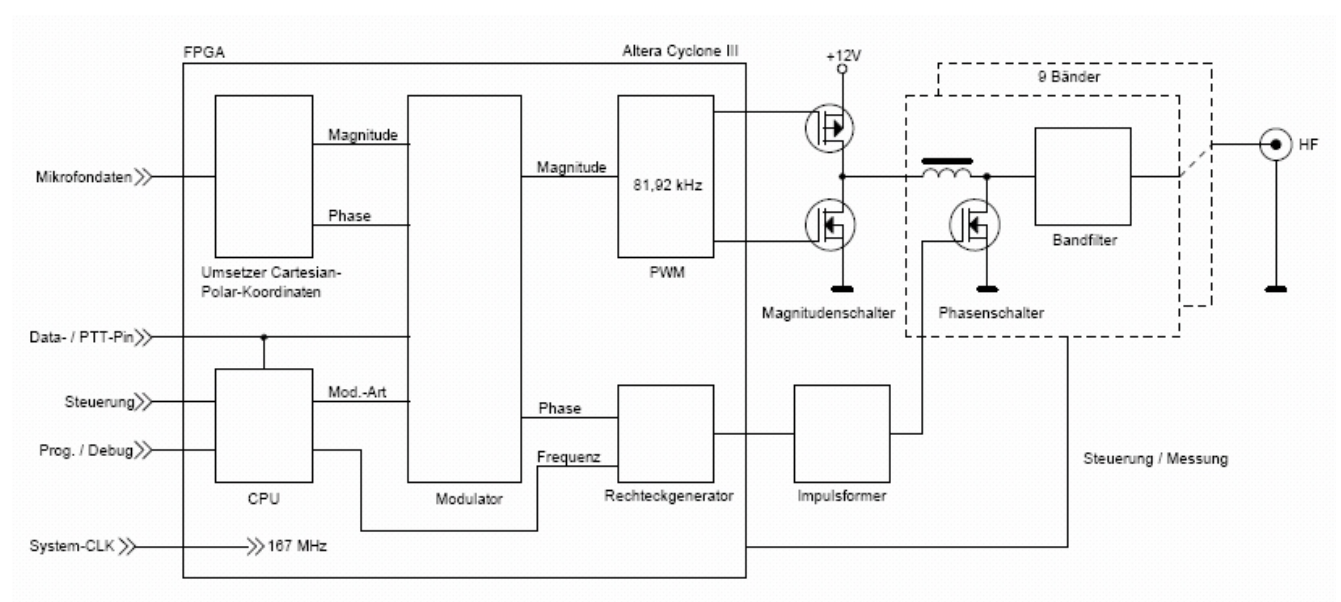 FPGA
Altera Cyclone III
+12V
9 Bänder
Magnitude
Magnitude
Mikrofondaten
81,92 kHz
HF
Phase
Bandfilter
Umsetzer Cartesian-
Polar-Koordinaten
PWM
Magnitudenschalter
Phasenschalter
Data- / PTT-Pin
Steuerung
Mod.-Art
Phase
Prog. / Debug
Frequenz
Steuerung / Messung
CPU
Modulator
Rechteckgenerator
Impulsformer
System-CLK
167 MHz